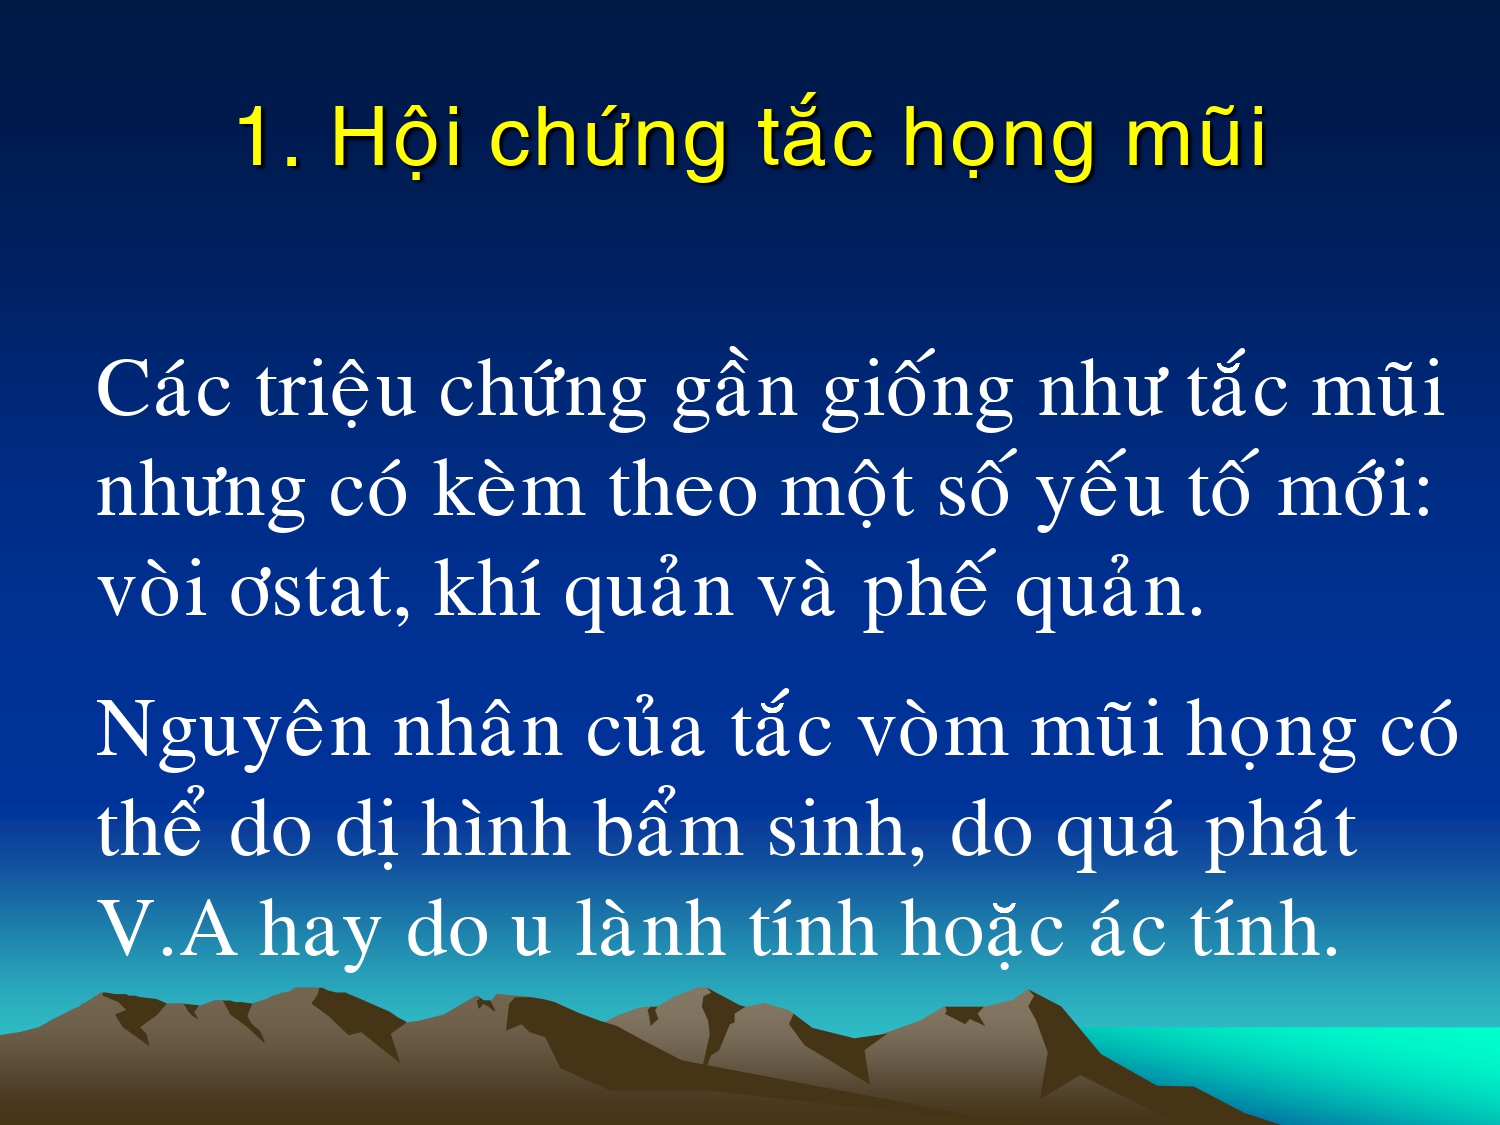 1. Hội chứng tắc họng mũi
Các triệu chứng gần giống như tắc mũi
nhưng có kèm theo một số yếu tố mới:
vòi ơstat, khí quản và phế quản.
Nguyên nhân của tắc vòm mũi họng có
thể do dị hình bẩm sinh, do quá phát
V.A hay do u lành tính hoặc ác tính.